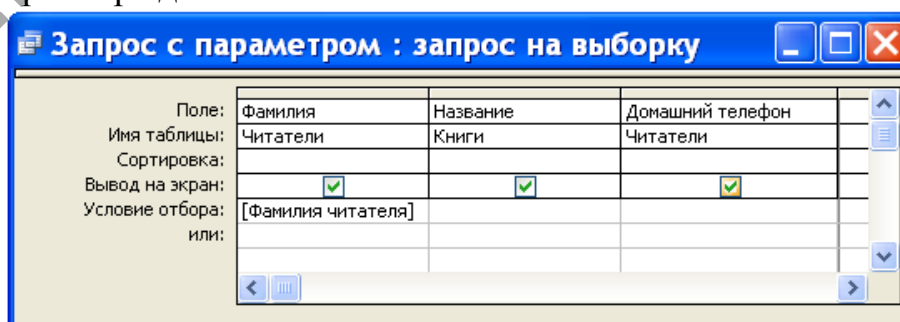 Запрос с параметром : запрос на выборку
Поле: Фамилия Название Домашний телефон
Имя таблицы: Читатели Книги Читатели
Сортировка:
Вывод на экран:
Условие отбора: [Фамилия читателя]
или: